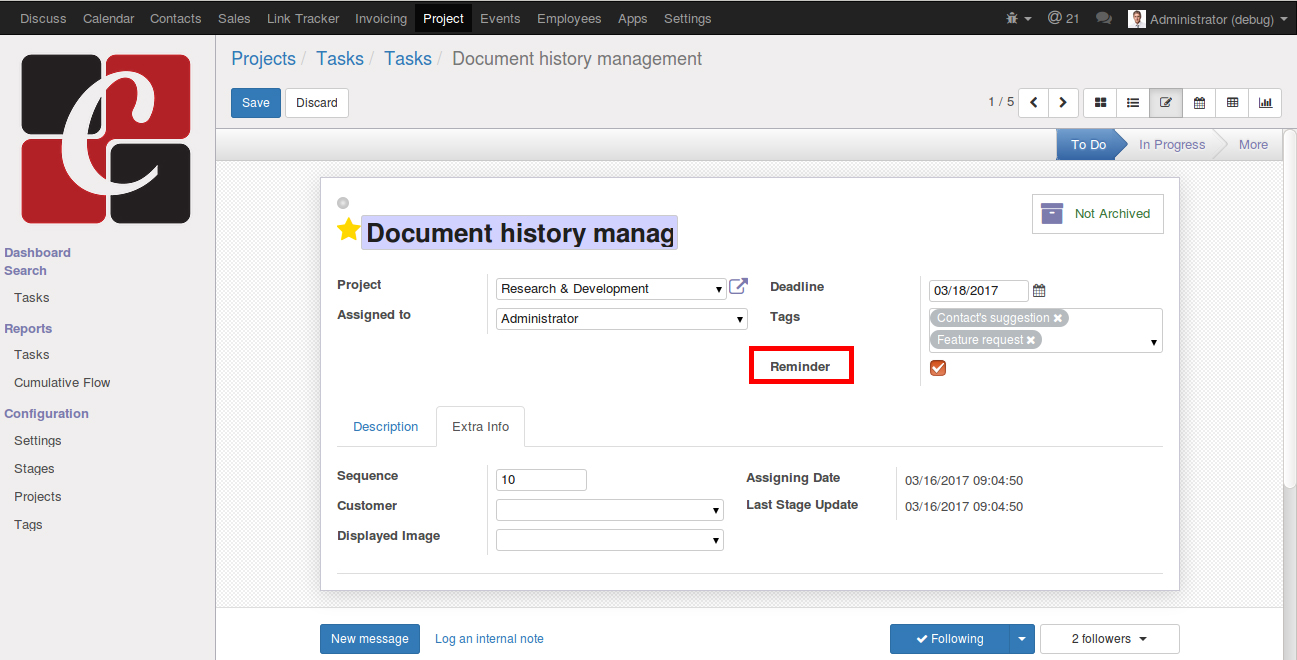 Discuss Calendar Contacts Sales Link Tracker Invoicing Project Events Employees Apps Settings @ 21 Administrator (debug)
C
Projects / Tasks / Tasks / Document history management
Save Discard 1 / 5
To Do In Progress More
Dashboard
Search
Tasks
Reports
Tasks
Cumulative Flow
Configuration
Settings
Stages
Projects
Tags
Not Archived
Document history manag
Project Research & Development
Assigned to Administrator
Deadline 03/18/2017
Tags Contact's suggestion ×
Feature request ×
Reminder
Description Extra Info
Sequence 10
Customer
Displayed Image
Assigning Date 03/16/2017 09:04:50
Last Stage Update 03/16/2017 09:04:50
New message Log an internal note Following 2 followers